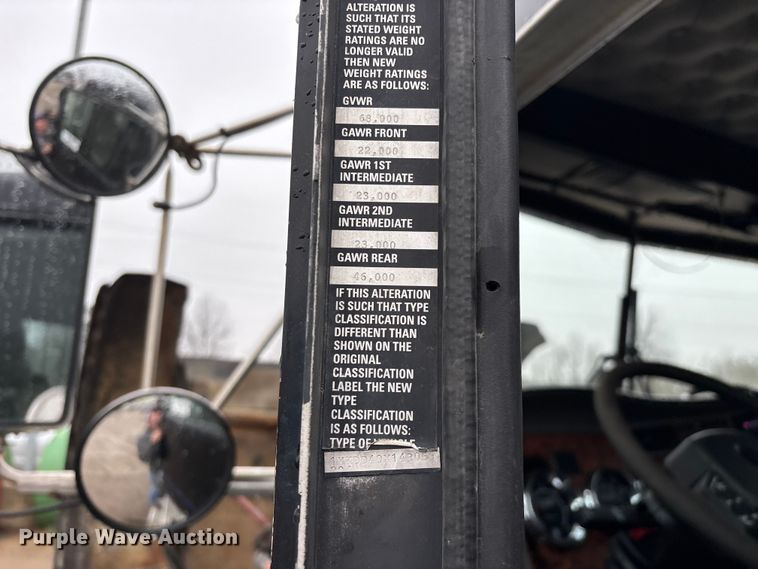 ALTERATION IS
SUCH THAT ITS
STATED WEIGHT
RATINGS ARE NO
LONGER VALID
THEN NEW
WEIGHT RATINGS
ARE AS FOLLOWS:
GVWR
68,000
GAWR FRONT
22,000
GAWR 1ST
INTERMEDIATE
23,000
GAWR 2ND
INTERMEDIATE
23,000
GAWR REAR
46,000
IF THIS ALTERATION
IS SUCH THAT TYPE
CLASSIFICATION IS
DIFFERENT THAN
SHOWN ON THE
ORIGINAL
CLASSIFICATION
LABEL THE NEW
TYPE
CLASSIFICATION
IS AS FOLLOWS:
TYPE OF
Purple Wave Auction